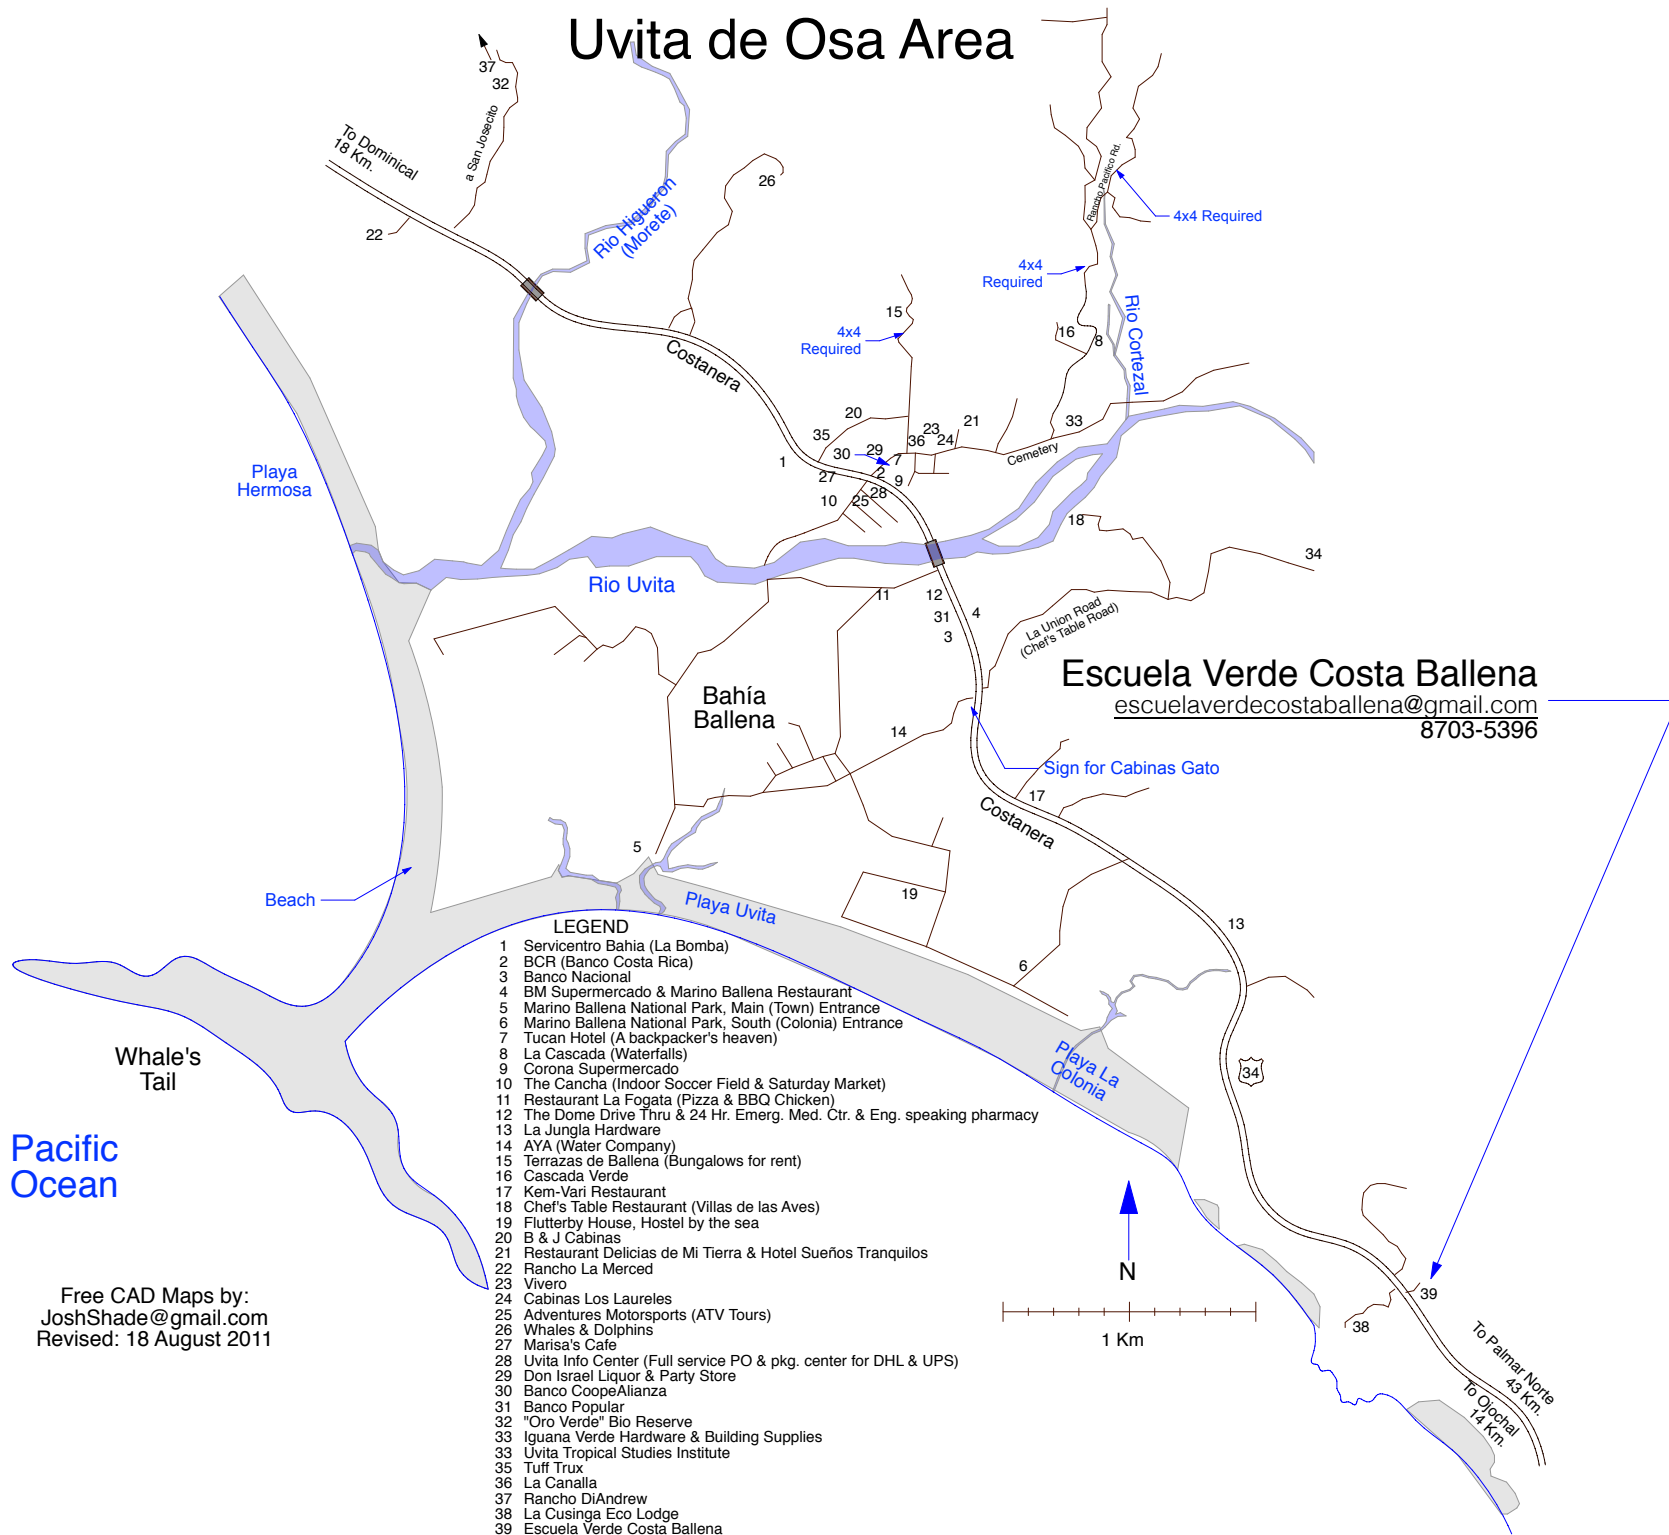 Uvita de Osa Area
37
32
a San Josecito
To Dominical
18 Km.
22
26
Rio Higueron
(Morete)
Rancho Pacifico Rd.
4x4 Required
4x4
Required
15
4x4
Required
16
8
Rio Cortezal
Costanera
20
35
21
23
36
24
33
29
30
7
Cemetery
1
27
2
9
28
10
25
Playa
Hermosa
18
34
Rio Uvita
11
12
4
31
3
La Union Road
(Chef's Table Road)
Escuela Verde Costa Ballena
escuelaverdecostaballena@gmail.com
8703-5396
Bahía
Ballena
14
Sign for Cabinas Gato
17
Costanera
5
Beach
19
Playa Uvita
13
6
Playa La
Colonia
34
Whale's
Tail
Pacific
Ocean
LEGEND
1 Servicentro Bahia (La Bomba)
2 BCR (Banco Costa Rica)
3 Banco Nacional
4 BM Supermercado & Marino Ballena Restaurant
5 Marino Ballena National Park, Main (Town) Entrance
6 Marino Ballena National Park, South (Colonia) Entrance
7 Tucan Hotel (A backpacker's heaven)
8 La Cascada (Waterfalls)
9 Corona Supermercado
10 The Cancha (Indoor Soccer Field & Saturday Market)
11 Restaurant La Fogata (Pizza & BBQ Chicken)
12 The Dome Drive Thru & 24 Hr. Emerg. Med. Ctr. & Eng. speaking pharmacy
13 La Jungla Hardware
14 AYA (Water Company)
15 Terrazas de Ballena (Bungalows for rent)
16 Cascada Verde
17 Kem-Vari Restaurant
18 Chef's Table Restaurant (Villas de las Aves)
19 Flutterby House, Hostel by the sea
20 B & J Cabinas
21 Restaurant Delicias de Mi Tierra & Hotel Sueños Tranquilos
22 Rancho La Merced
23 Vivero
24 Cabinas Los Laureles
25 Adventures Motorsports (ATV Tours)
26 Whales & Dolphins
27 Marisa's Cafe
28 Uvita Info Center (Full service PO & pkg. center for DHL & UPS)
29 Don Israel Liquor & Party Store
30 Banco CoopeAlianza
31 Banco Popular
32 "Oro Verde" Bio Reserve
33 Iguana Verde Hardware & Building Supplies
33 Uvita Tropical Studies Institute
35 Tuff Trux
36 La Canalla
37 Rancho DiAndrew
38 La Cusinga Eco Lodge
39 Escuela Verde Costa Ballena
N
1 Km
39
38
To Palmar Norte
43 Km.
To Ojochal
14 Km.
Free CAD Maps by:
JoshShade@gmail.com
Revised: 18 August 2011